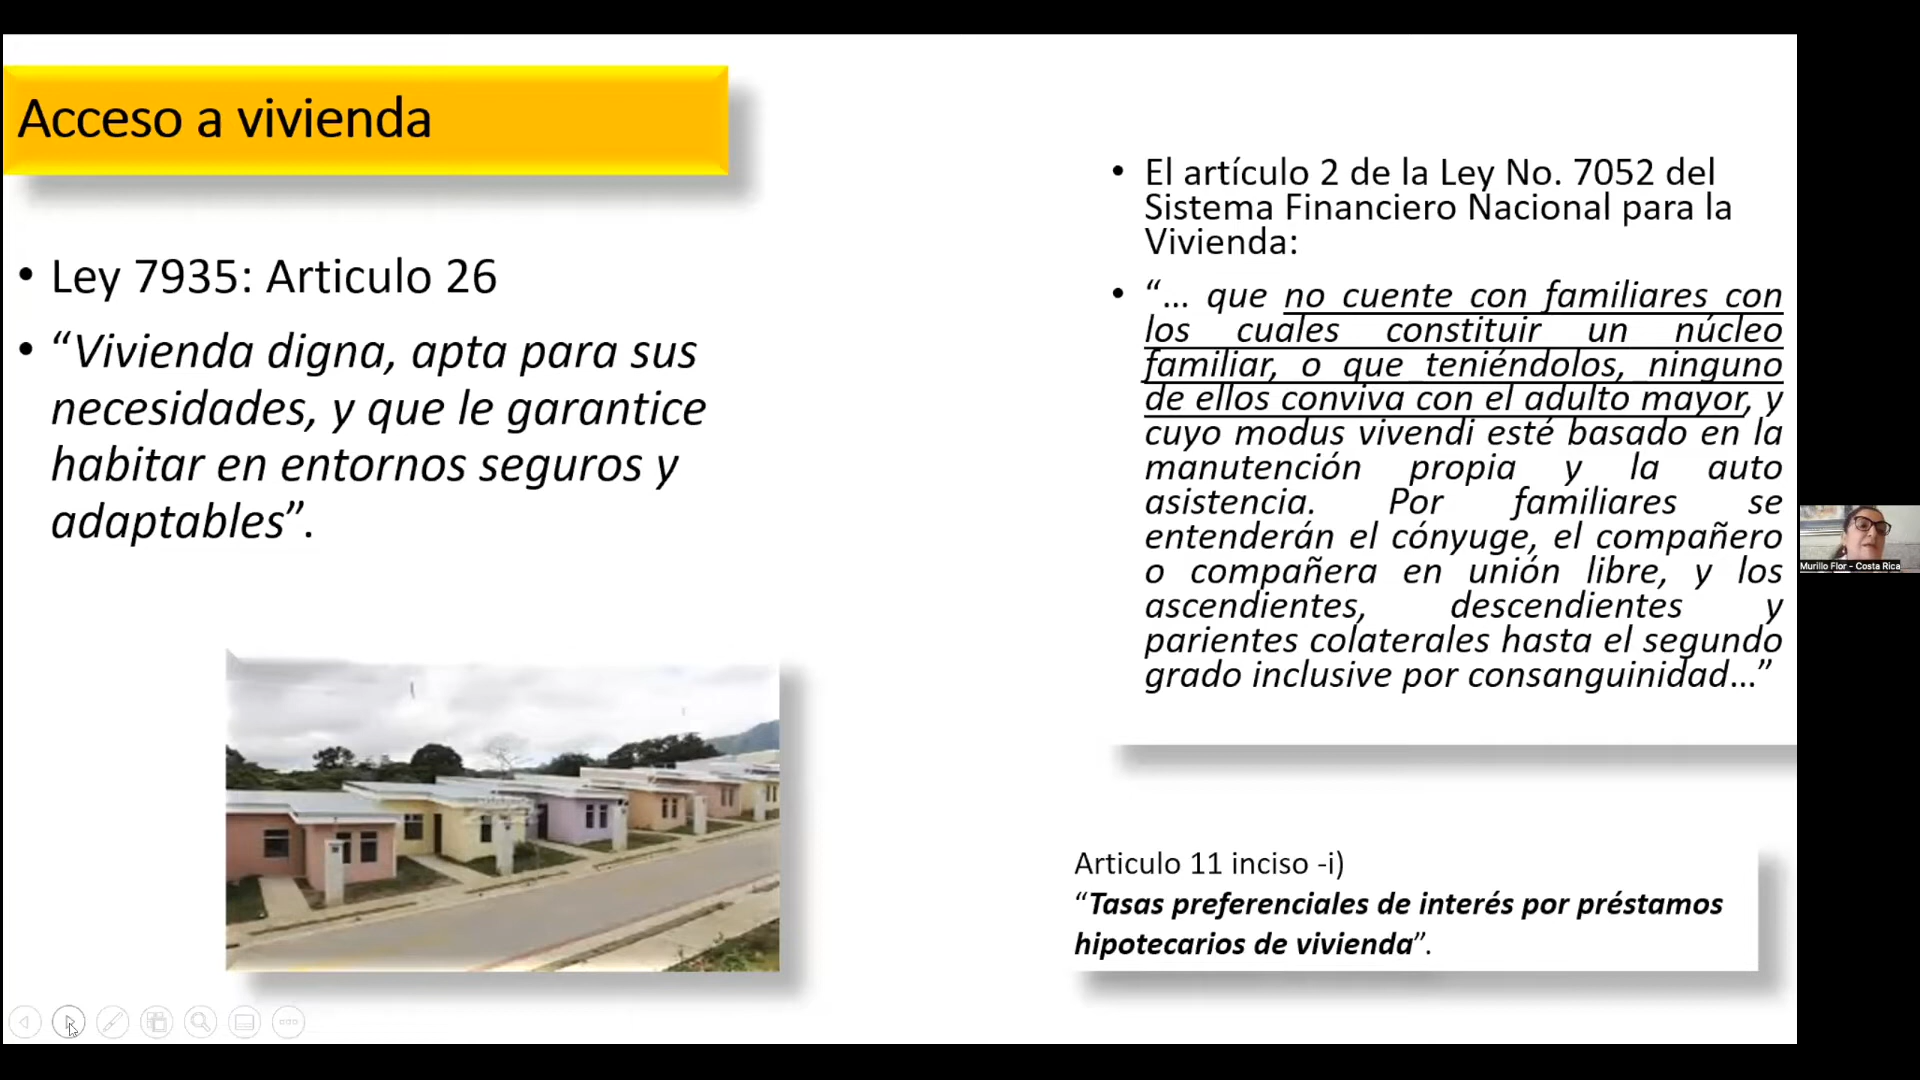 Acceso a vivienda
• Ley 7935: Articulo 26
• “Vivienda digna, apta para sus
necesidades, y que le garantice
habitar en entornos seguros y
adaptables”.
• El artículo 2 de la Ley No. 7052 del
Sistema Financiero Nacional para la
Vivienda:
• “… que no cuente con familiares con
los cuales constituir un núcleo
familiar, o que teniéndolos, ninguno
de ellos conviva con el adulto mayor, y
cuyo modus vivendi esté basado en la
manutención propia y la auto
asistencia. Por familiares se
entenderán el cónyuge, el compañero
o compañera en unión libre, y los
ascendientes, descendientes y
parientes colaterales hasta el segundo
grado inclusive por consanguinidad…”
Articulo 11 inciso -i)
“Tasas preferenciales de interés por préstamos
hipotecarios de vivienda”.
Murillo Flor - Costa Rica